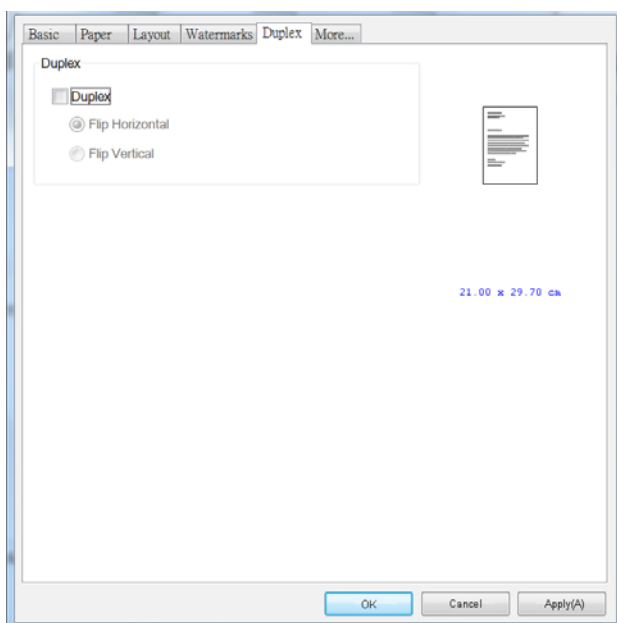 Basic Paper Layout Watermarks Duplex More...
Duplex
Duplex
Flip Horizontal
Flip Vertical
21.00 x 29.70 cm
OK Cancel Apply(A)